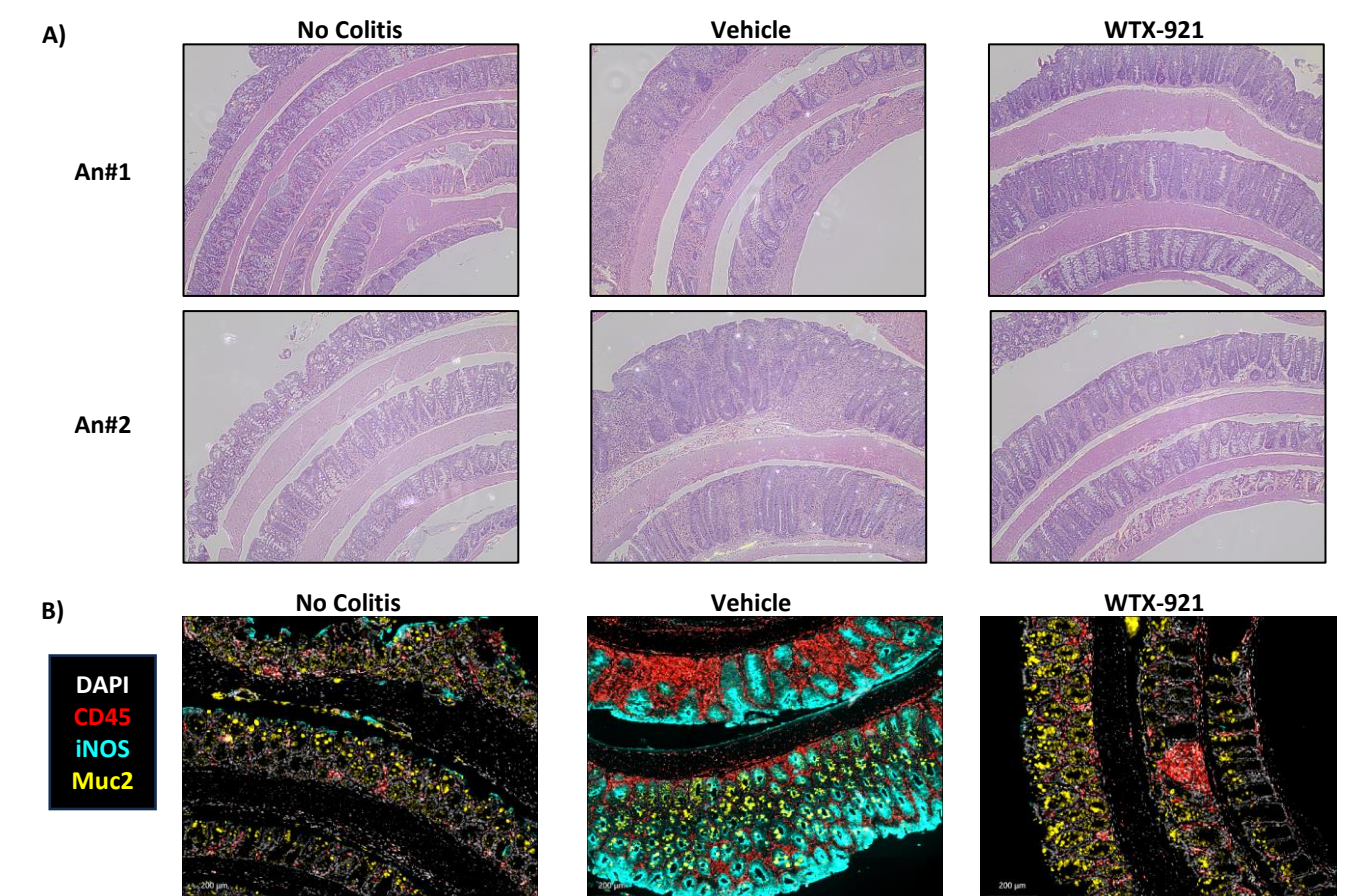 A)
No Colitis
Vehicle
WTX-921
An#1
An#2
B)
No Colitis
Vehicle
WTX-921
DAPI
CD45
iNOS
Muc2
200 µm
200 µm
200 µm